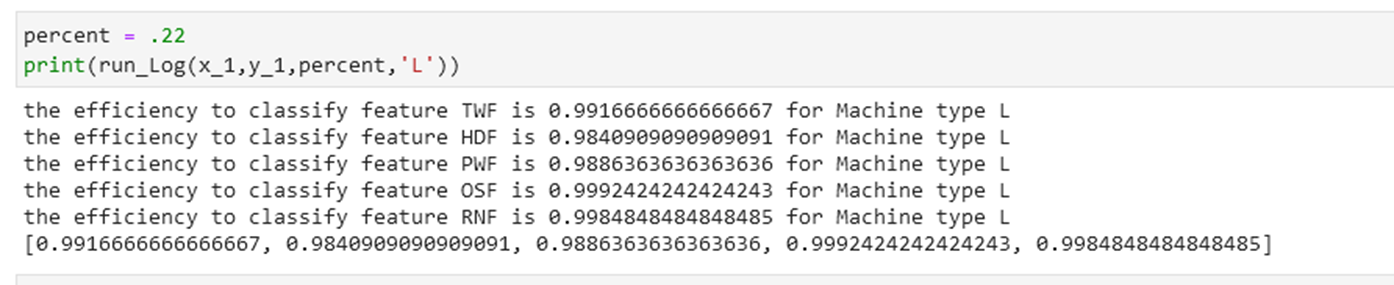 percent = .22
print(run_Log(x_1,y_1,percent,'L'))
the efficiency to classify feature TWF is 0.9916666666666667 for Machine type L
the efficiency to classify feature HDF is 0.9840909090909091 for Machine type L
the efficiency to classify feature PWF is 0.9886363636363636 for Machine type L
the efficiency to classify feature OSF is 0.9992424242424243 for Machine type L
the efficiency to classify feature RNF is 0.9984848484848485 for Machine type L
[0.9916666666666667, 0.9840909090909091, 0.9886363636363636, 0.9992424242424243, 0.9984848484848485]